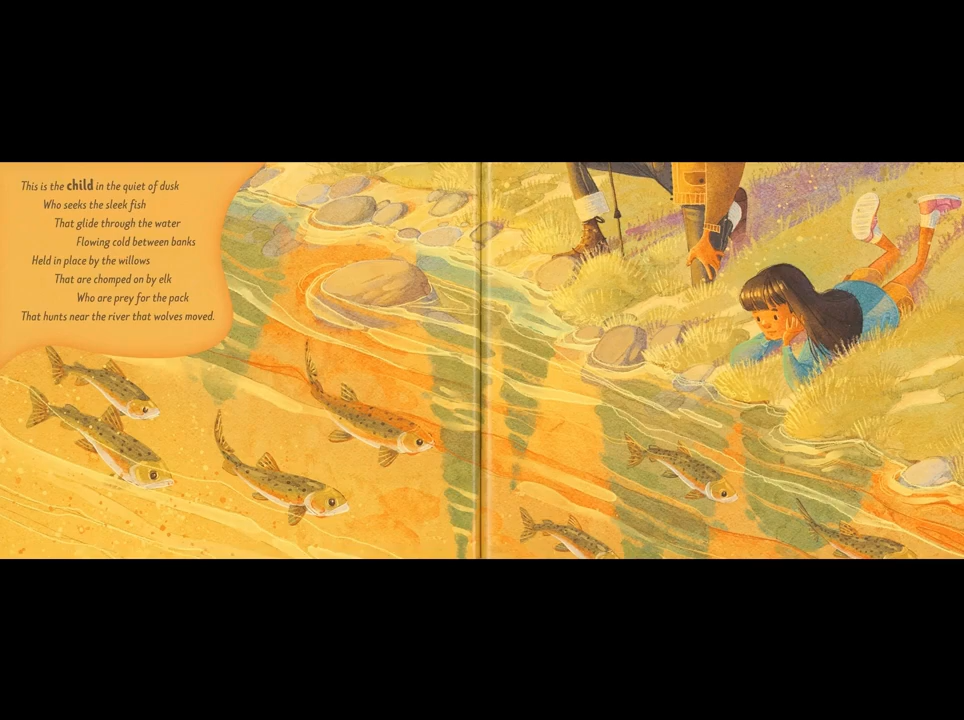 This is the child in the quiet of dusk
Who seeks the sleek fish
That glide through the water
Flowing cold between banks
Held in place by the willows
That are chomped on by elk
Who are prey for the pack
That hunts near the river that wolves moved.